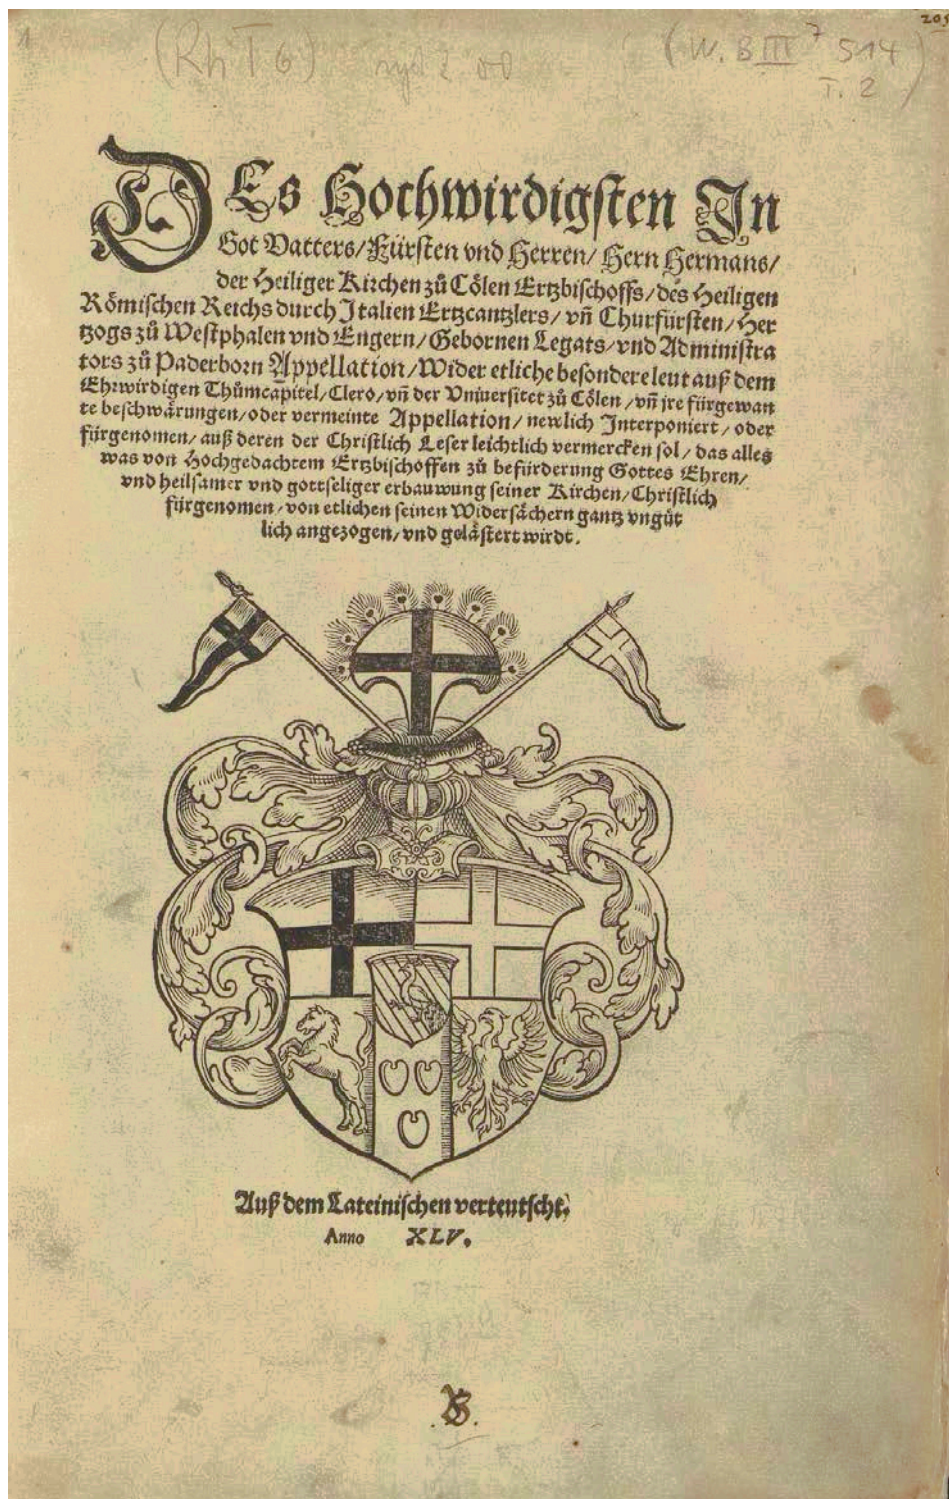 205
1
(Rh I 6)
(W. B III 7 514
T. 2 )
DEs Hochwirdigsten In
Got Vatters/Fürsten vnd Herren/ Hern Hermans/
der Heiliger Kirchen zů Cölen Ertzbischoffs/des Heiligen
Römischen Reichs durch Italien Ertzcantzlers/ vñ Churfürsten/Her
tzogs zů Westphalen vnd Engern/Gebornen Legats/vnd Administra
tors zů Paderborn Appellation/Wider etliche besondere leut auß dem
Ehrwirdigen Thůmcapitel/Clero/vñ der Vniuersitet zů Cölen/vñ jre fürgewan
te beschwärungen/oder vermeinte Appellation/newlich Interponiert/oder
fürgenomen/auß deren der Christlich Leser leichtlich vermercken sol/das alles
was von Hochgedachtem Ertzbischoffen zů befürderung Gottes Ehren/
vnd heilsamer vnd gottseliger erbauwung seiner Kirchen/Christlich
fürgenomen/von etlichen seinen Widersächern gantz vngüt
lich angezogen/vnd gelästert wirdt.
Auß dem Lateinischen verteutscht.
Anno XLV.